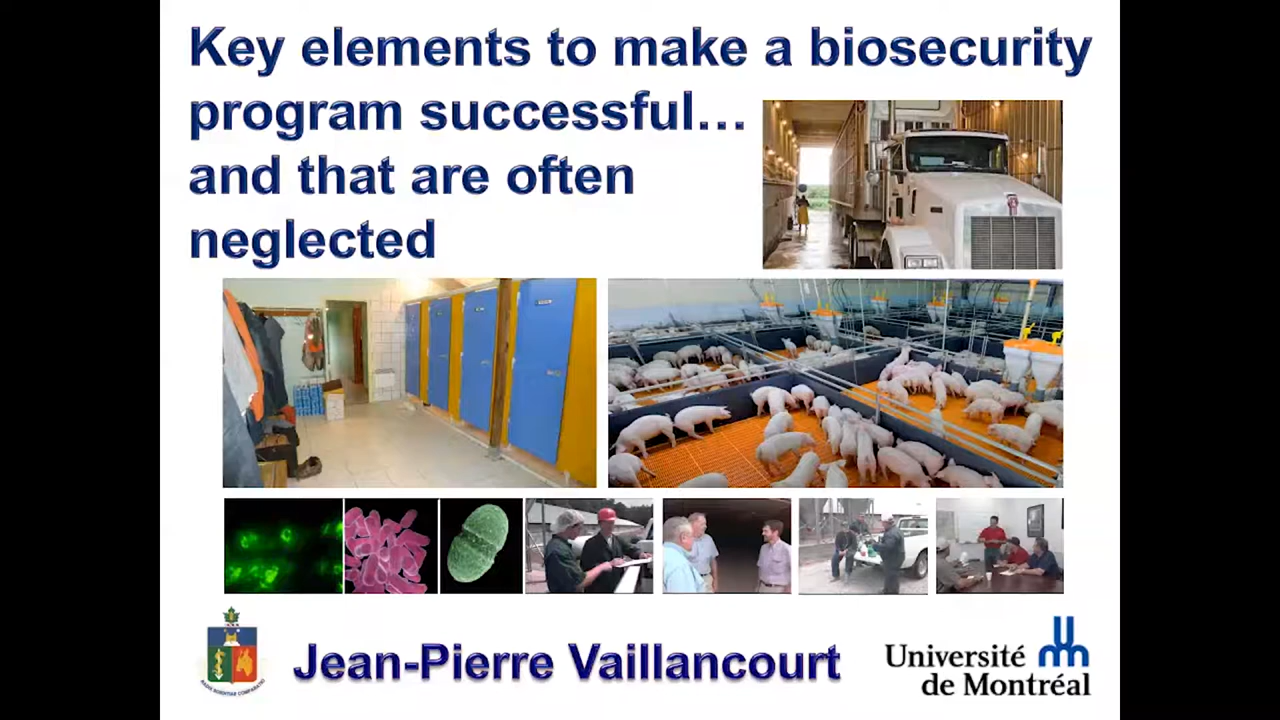 Key elements to make a biosecurity
program successful...
and that are often
neglected
Jean-Pierre Vaillancourt
Université
de Montréal